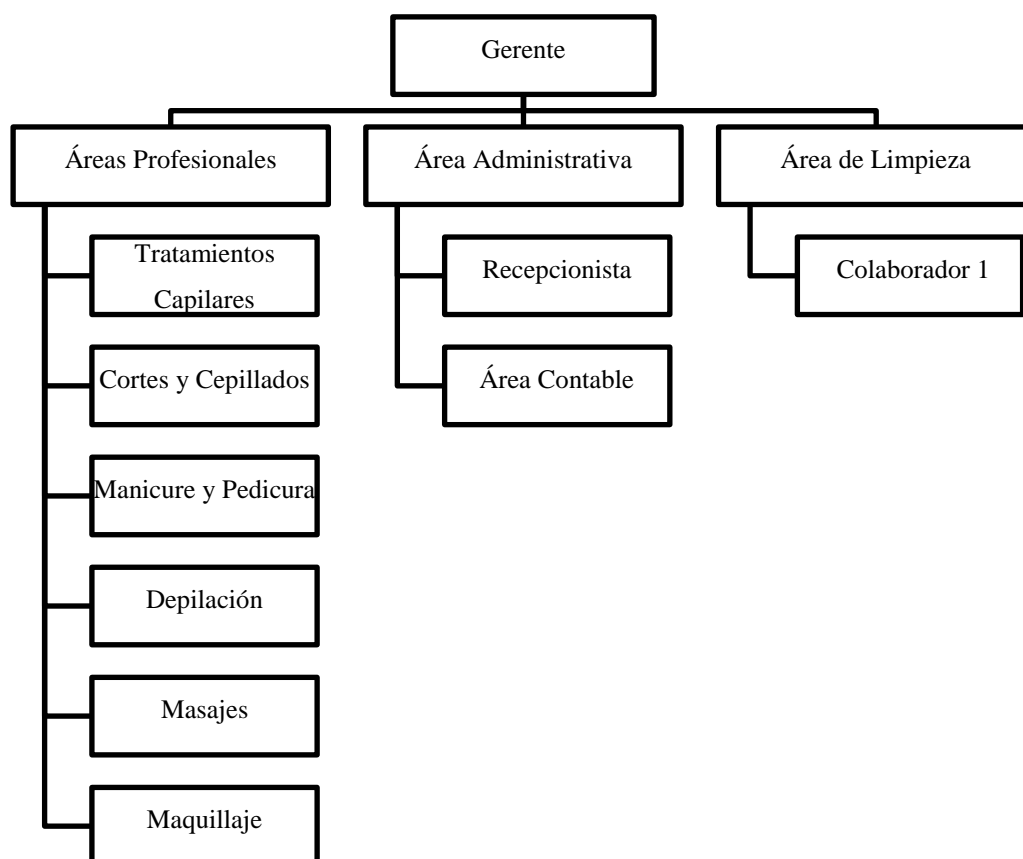 Gerente
Áreas Profesionales
Área Administrativa
Área de Limpieza
Tratamientos
Capilares
Recepcionista
Colaborador 1
Cortes y Cepillados
Área Contable
Manicure y Pedicura
Depilación
Masajes
Maquillaje